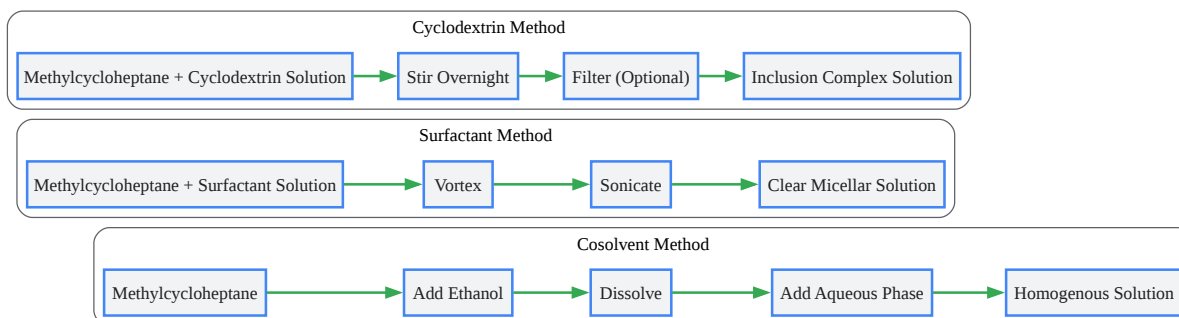 Cyclodextrin Method
Methylcycloheptane + Cyclodextrin Solution
Stir Overnight
Filter (Optional)
Inclusion Complex Solution
Surfactant Method
Methylcycloheptane + Surfactant Solution
Vortex
Sonicate
Clear Micellar Solution
Cosolvent Method
Methylcycloheptane
Add Ethanol
Dissolve
Add Aqueous Phase
Homogenous Solution